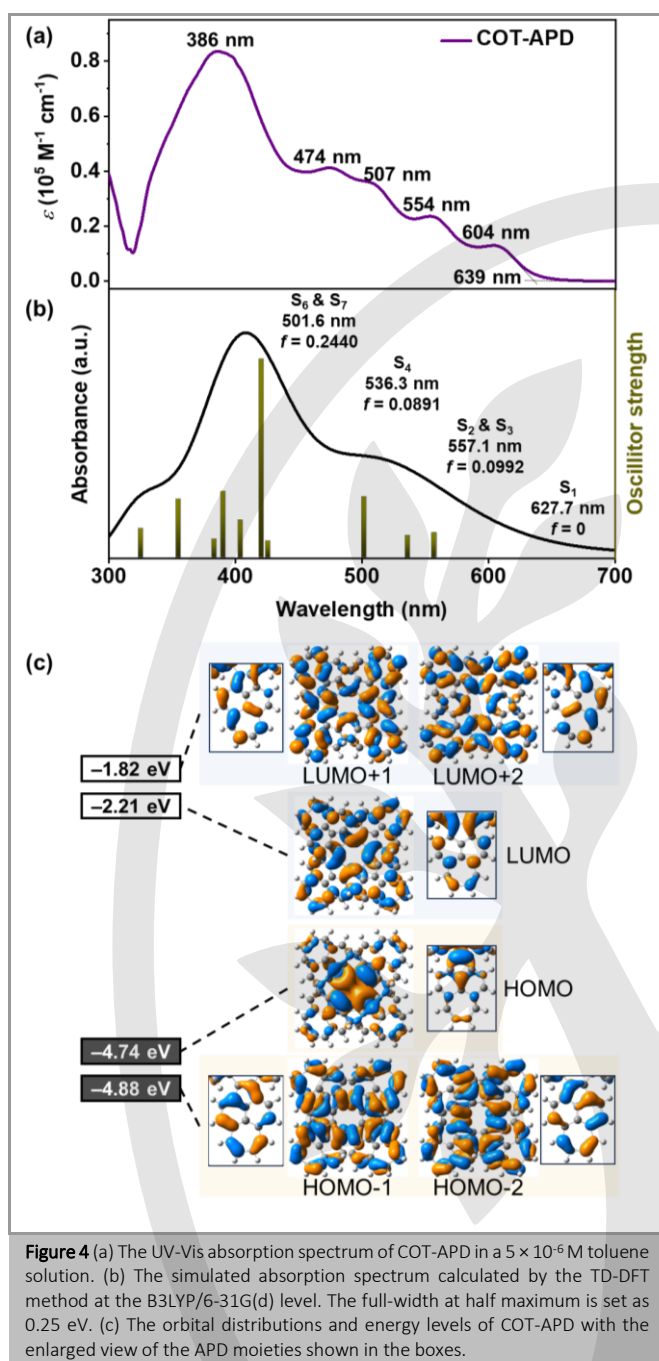 (a)
386 nm
COT-APD
0.8
0.6
0.4
0.2
0.0
ε (10⁵ M⁻¹ cm⁻¹)
474 nm
507 nm
554 nm
604 nm
639 nm
(b)
S₆ & S₇
501.6 nm
f = 0.2440
S₄
536.3 nm
f = 0.0891
S₂ & S₃
557.1 nm
f = 0.0992
S₁
627.7 nm
f = 0
Absorbance (a.u.)
Oscillitor strength
300 400 500 600 700
Wavelength (nm)
(c)
−1.82 eV
LUMO+1 LUMO+2
−2.21 eV
LUMO
HOMO
−4.74 eV
−4.88 eV
HOMO-1 HOMO-2
Figure 4 (a) The UV-Vis absorption spectrum of COT-APD in a 5 × 10⁻⁶ M toluene
solution. (b) The simulated absorption spectrum calculated by the TD-DFT
method at the B3LYP/6-31G(d) level. The full-width at half maximum is set as
0.25 eV. (c) The orbital distributions and energy levels of COT-APD with the
enlarged view of the APD moieties shown in the boxes.